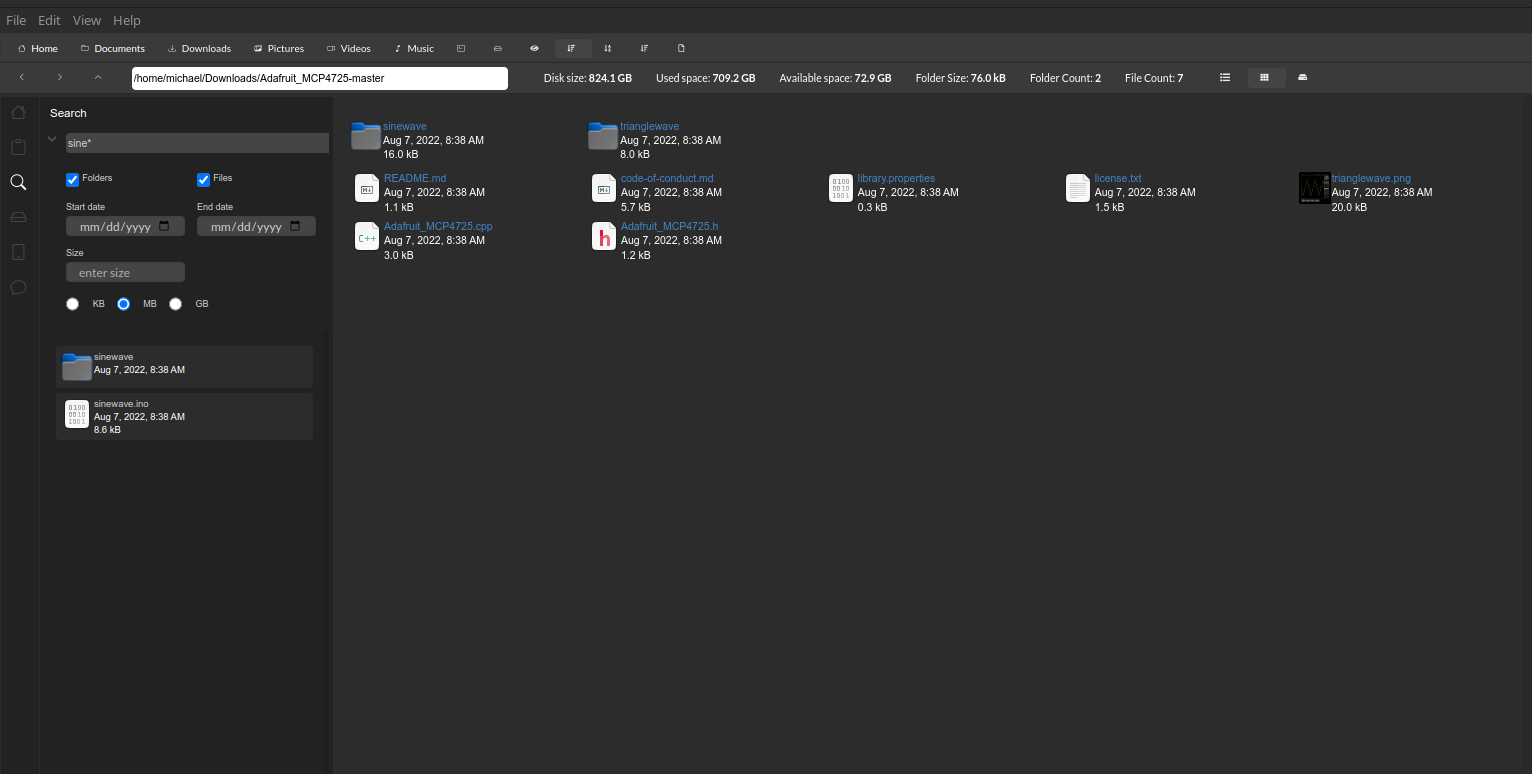 File Edit View Help
Home Documents Downloads Pictures Videos Music
/home/michael/Downloads/Adafruit_MCP4725-master Disk size: 824.1 GB Used space: 709.2 GB Available space: 72.9 GB Folder Size: 76.0 kB Folder Count: 2 File Count: 7
Search
sine*
Folders Files
Start date End date
mm/dd/yyyy mm/dd/yyyy
Size
enter size
KB MB GB
sinewave
Aug 7, 2022, 8:38 AM
sinewave.ino
Aug 7, 2022, 8:38 AM
8.6 kB
sinewave
Aug 7, 2022, 8:38 AM
16.0 kB
trianglewave
Aug 7, 2022, 8:38 AM
8.0 kB
README.md
Aug 7, 2022, 8:38 AM
1.1 kB
code-of-conduct.md
Aug 7, 2022, 8:38 AM
5.7 kB
0100
0010
1001
library.properties
Aug 7, 2022, 8:38 AM
0.3 kB
license.txt
Aug 7, 2022, 8:38 AM
1.5 kB
trianglewave.png
Aug 7, 2022, 8:38 AM
20.0 kB
C++
Adafruit_MCP4725.cpp
Aug 7, 2022, 8:38 AM
3.0 kB
h
Adafruit_MCP4725.h
Aug 7, 2022, 8:38 AM
1.2 kB